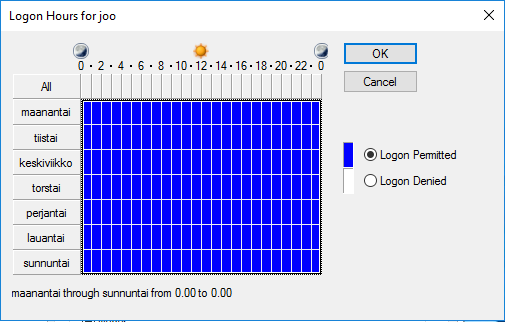 Logon Hours for joo
0 · 2 · 4 · 6 · 8 · 10 · 12 · 14 · 16 · 18 · 20 · 22 · 0
OK
Cancel
All
maanantai
tiistai
keskiviikko
torstai
perjantai
lauantai
sunnuntai
Logon Permitted
Logon Denied
maanantai through sunnuntai from 0.00 to 0.00